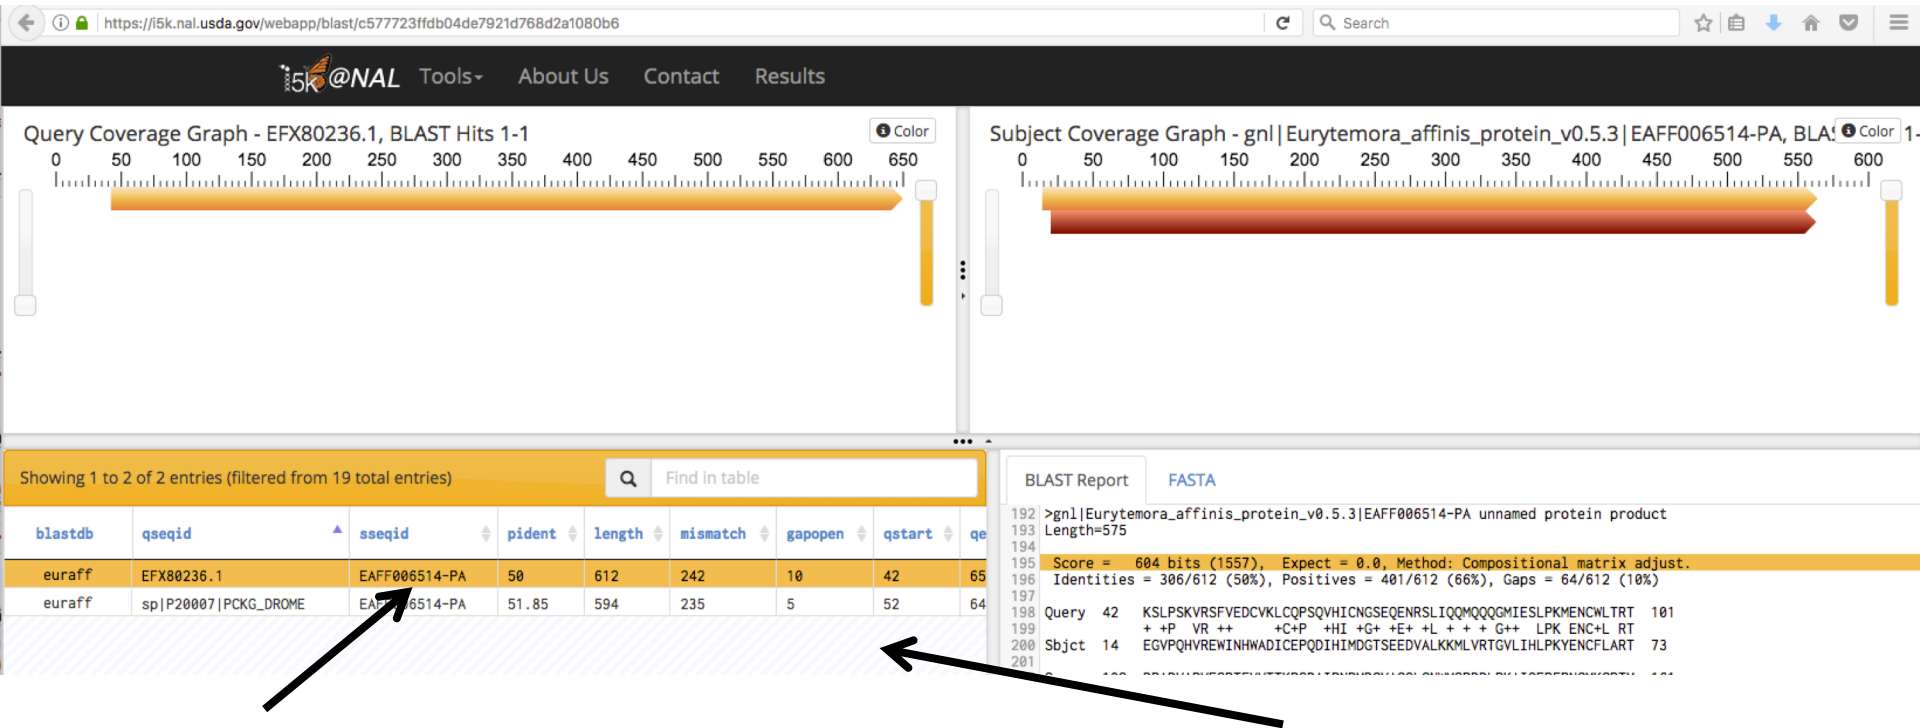 https://i5k.nal.usda.gov/webapp/blast/c577723ffdb04de7921d768d2a1080b6
Search
i5k@NAL Tools About Us Contact Results
Query Coverage Graph - EFX80236.1, BLAST Hits 1-1
Color
0 50 100 150 200 250 300 350 400 450 500 550 600 650
Subject Coverage Graph - gnl|Eurytemora_affinis_protein_v0.5.3|EAFF006514-PA, BLAS
Color
1-
0 50 100 150 200 250 300 350 400 450 500 550 600
Showing 1 to 2 of 2 entries (filtered from 19 total entries)
Find in table
blastdb qseqid sseqid pident length mismatch gapopen qstart qe
euraff EFX80236.1 EAFF006514-PA 50 612 242 10 42 65
euraff sp|P20007|PCKG_DROME EAFF006514-PA 51.85 594 235 5 52 64
BLAST Report FASTA
192 >gnl|Eurytemora_affinis_protein_v0.5.3|EAFF006514-PA unnamed protein product
193 Length=575
194
195 Score = 604 bits (1557), Expect = 0.0, Method: Compositional matrix adjust.
196 Identities = 306/612 (50%), Positives = 401/612 (66%), Gaps = 64/612 (10%)
197
198 Query 42 KSLPSKVRSFVEDCVKLCQPSQVHICNGSEQENRSLIQQMQQQGMIESLPKMENCWLTRT 101
199 + +P VR ++ +C+P +HI +G+ +E+ +L + + + G++ LPK ENC+L RT
200 Sbjct 14 EGVPQHVREWINHWADICEPQDIHIMDGTSEEDVALKKMLVRTGVLIHLPKYENCFLART 73
201